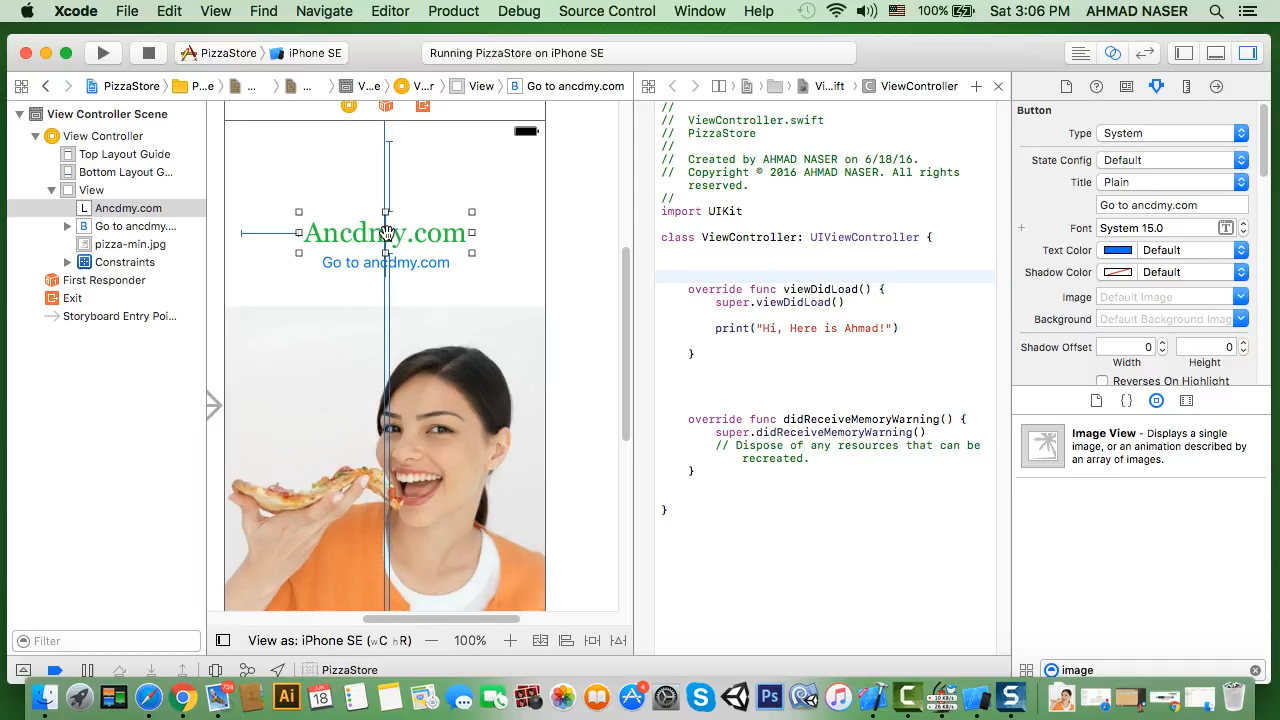 Xcode File Edit View Find Navigate Editor Product Debug Source Control Window Help 100% Sat 3:06 PM AHMAD NASER
PizzaStore iPhone SE Running PizzaStore on iPhone SE
PizzaStore P...e ... V...e V...r View B Go to ancdmy.com V...ift C ViewController
View Controller Scene
View Controller
Top Layout Guide
Bottom Layout G...
View
L Ancdmy.com
B Go to ancdmy....
pizza-min.jpg
Constraints
First Responder
Exit
Storyboard Entry Poi...
Filter
Ancdmy.com
Go to ancdmy.com
View as: iPhone SE (wC hR) 100%
PizzaStore
//
// ViewController.swift
// PizzaStore
//
// Created by AHMAD NASER on 6/18/16.
// Copyright © 2016 AHMAD NASER. All rights
reserved.
//
import UIKit
class ViewController: UIViewController {
override func viewDidLoad() {
super.viewDidLoad()
print("Hi, Here is Ahmad!")
}
override func didReceiveMemoryWarning() {
super.didReceiveMemoryWarning()
// Dispose of any resources that can be
recreated.
}
}
Button
Type System
State Config Default
Title Plain
Go to ancdmy.com
Font System 15.0 T
Text Color Default
Shadow Color Default
Image Default Image
Background Default Background Imag
Shadow Offset 0 0
Width Height
Reverses On Highlight
Image View - Displays a single
image, or an animation described by
an array of images.
image